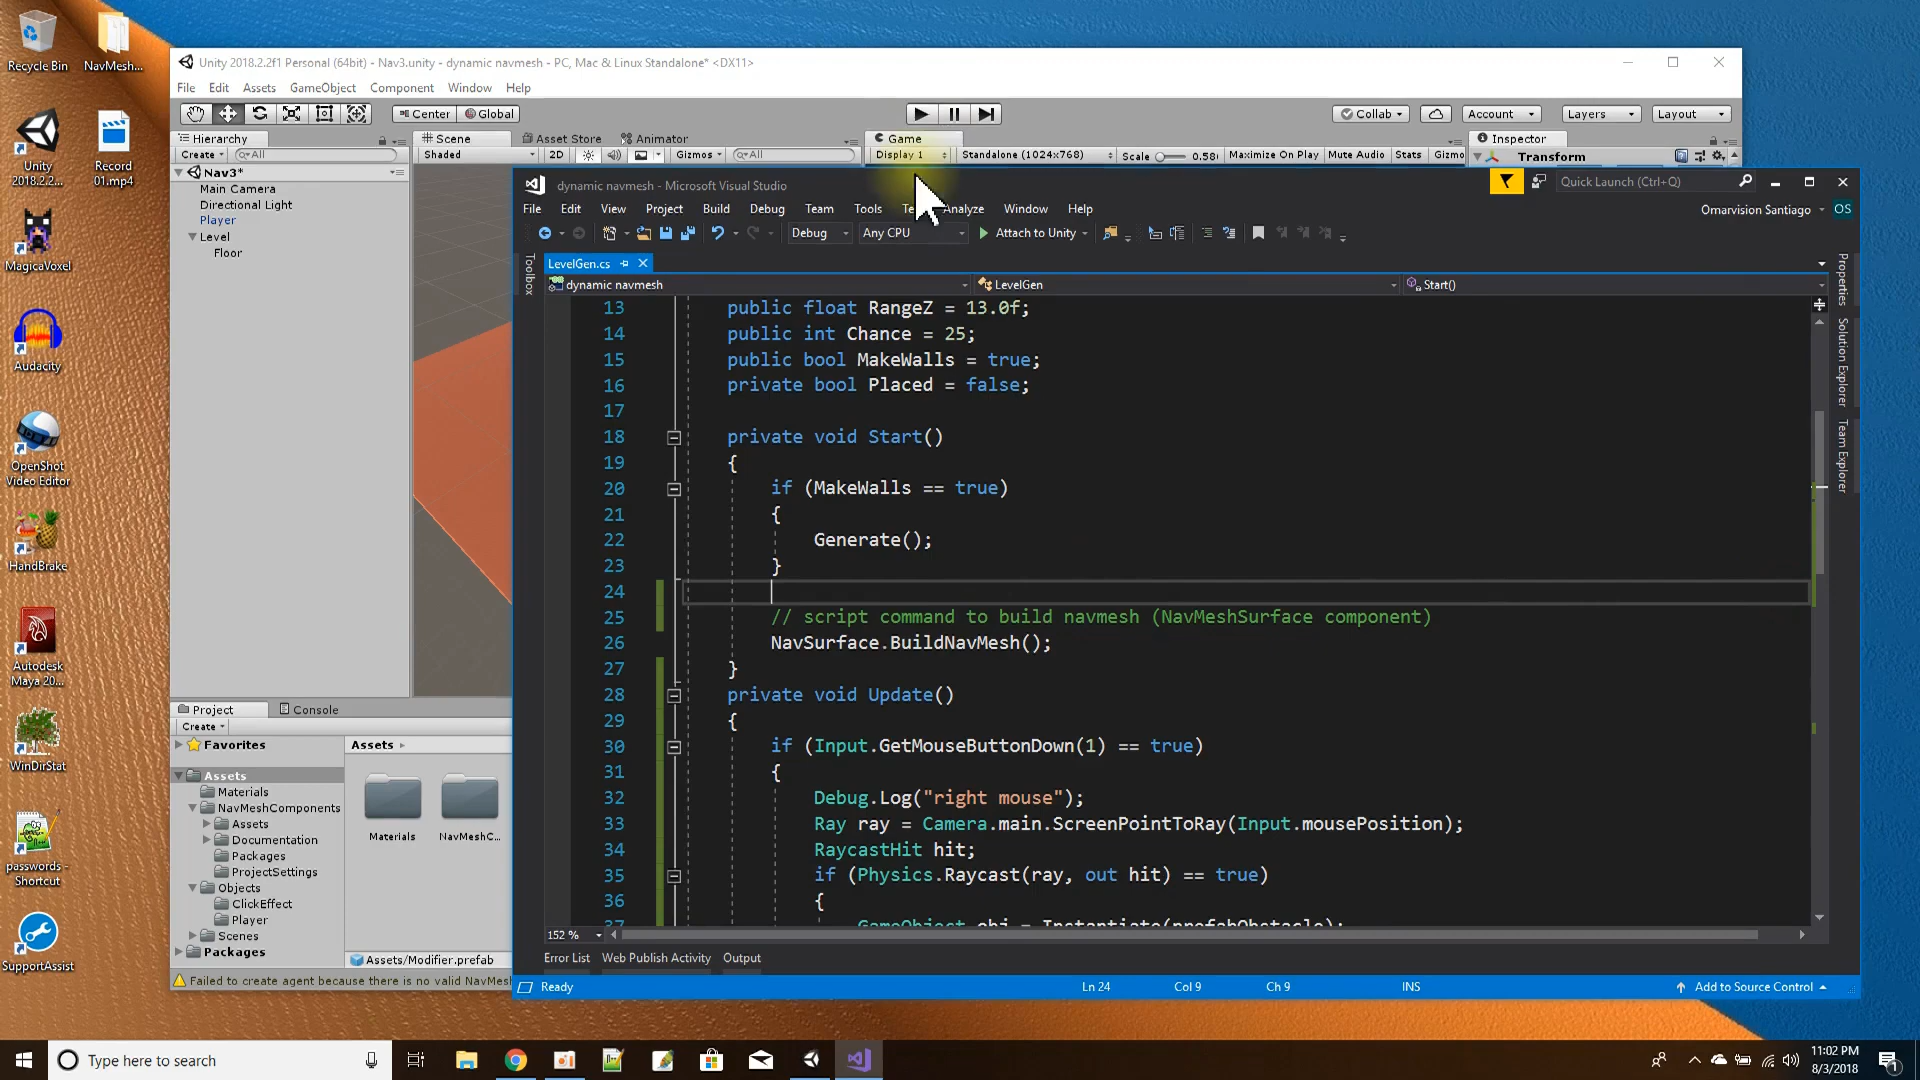 Recycle Bin
NavMesh...
Unity 2018.2.2...
Record 01.mp4
MagicaVoxel
Audacity
OpenShot Video Editor
HandBrake
Autodesk Maya 20...
WinDirStat
passwords - Shortcut
SupportAssist
Unity 2018.2.2f1 Personal (64bit) - Nav3.unity - dynamic navmesh - PC, Mac & Linux Standalone* <DX11>
File Edit Assets GameObject Component Window Help
Center Global Collab Account Layers Layout
Hierarchy Scene Asset Store Animator Game Inspector
Create All Shaded 2D Gizmos All Display 1 Standalone (1024x768) Scale 0.58 Maximize On Play Mute Audio Stats Gizmo Transform
Nav3*
Main Camera
Directional Light
Player
Level
Floor
dynamic navmesh - Microsoft Visual Studio
Quick Launch (Ctrl+Q)
File Edit View Project Build Debug Team Tools Analyze Window Help
Omarvision Santiago OS
Debug Any CPU Attach to Unity
Toolbox
LevelGen.cs
Properties
Solution Explorer
Team Explorer
dynamic navmesh LevelGen Start()
13 public float RangeZ = 13.0f;
14 public int Chance = 25;
15 public bool MakeWalls = true;
16 private bool Placed = false;
17
18 private void Start()
19 {
20 if (MakeWalls == true)
21 {
22 Generate();
23 }
24
25 // script command to build navmesh (NavMeshSurface component)
26 NavSurface.BuildNavMesh();
27 }
28 private void Update()
29 {
30 if (Input.GetMouseButtonDown(1) == true)
31 {
32 Debug.Log("right mouse");
33 Ray ray = Camera.main.ScreenPointToRay(Input.mousePosition);
34 RaycastHit hit;
35 if (Physics.Raycast(ray, out hit) == true)
36 {
37 GameObject obj = Instantiate(prefabObstacle);
152 %
Error List Web Publish Activity Output
Ready Ln 24 Col 9 Ch 9 INS Add to Source Control
Project Console
Create
Favorites
Assets
Materials
NavMeshComponents
Assets
Documentation
Packages
ProjectSettings
Objects
ClickEffect
Player
Scenes
Packages
Assets
Materials NavMeshC...
Assets/Modifier.prefab
Failed to create agent because there is no valid NavMes
Type here to search
11:02 PM
8/3/2018
1